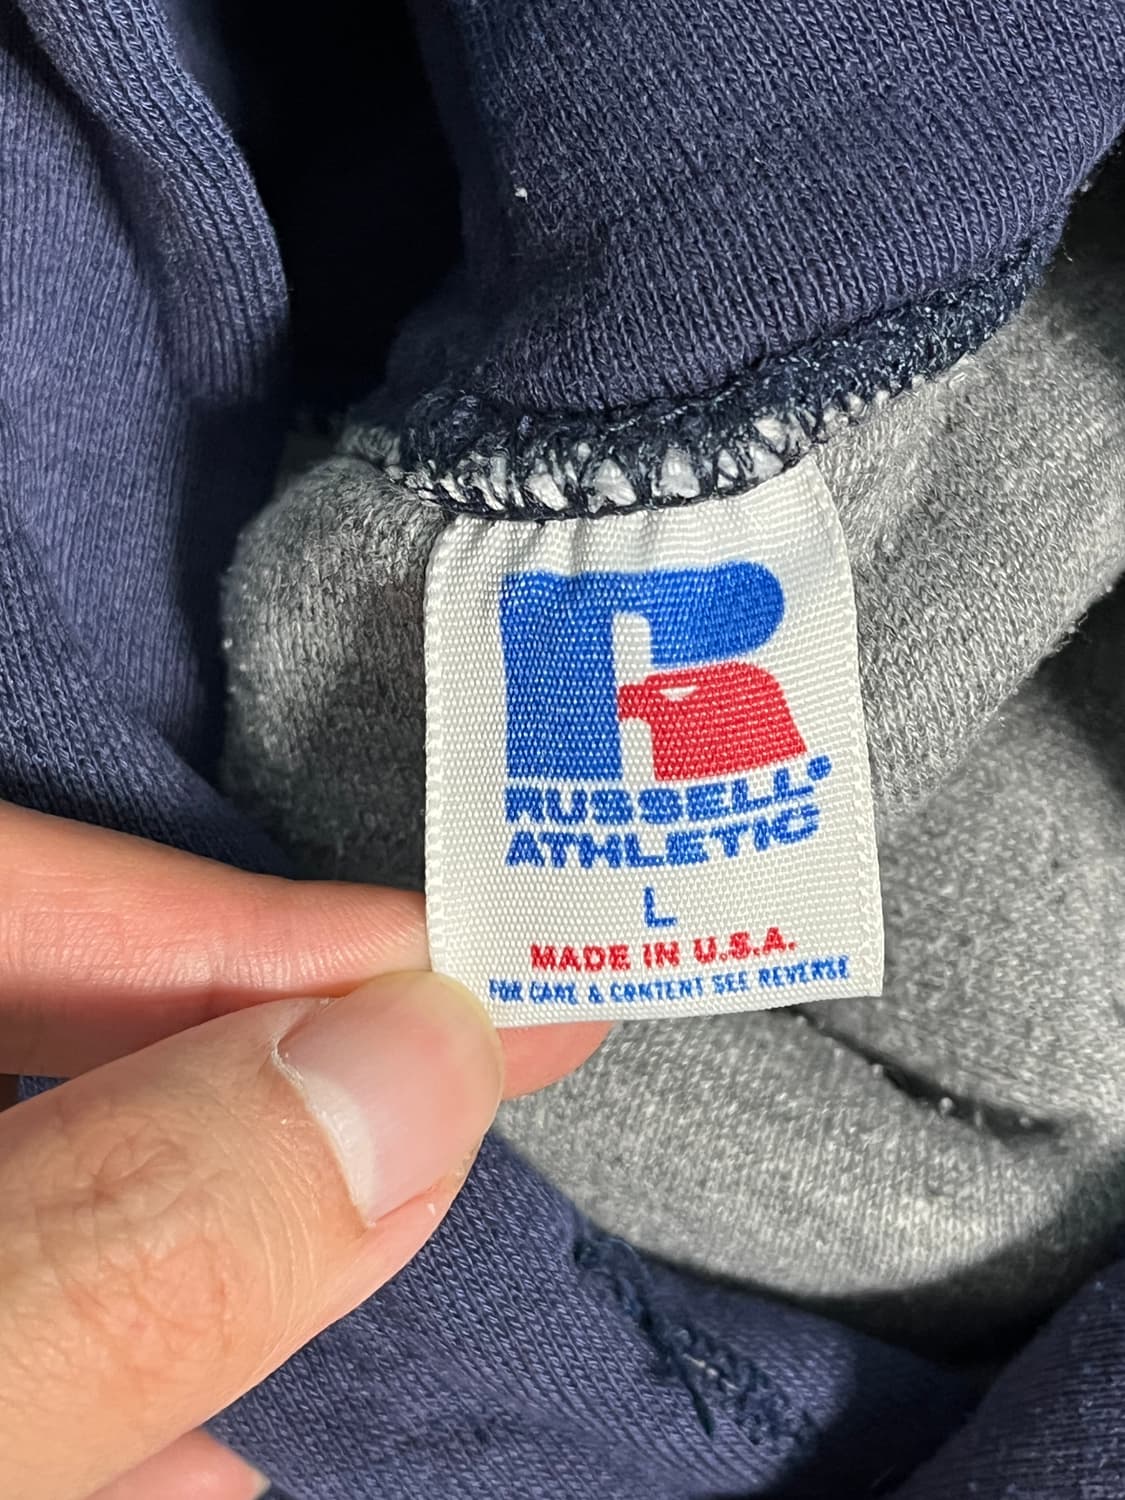 R
RUSSELL®
ATHLETIC
L
MADE IN U.S.A.
FOR CARE & CONTENT SEE REVERSE